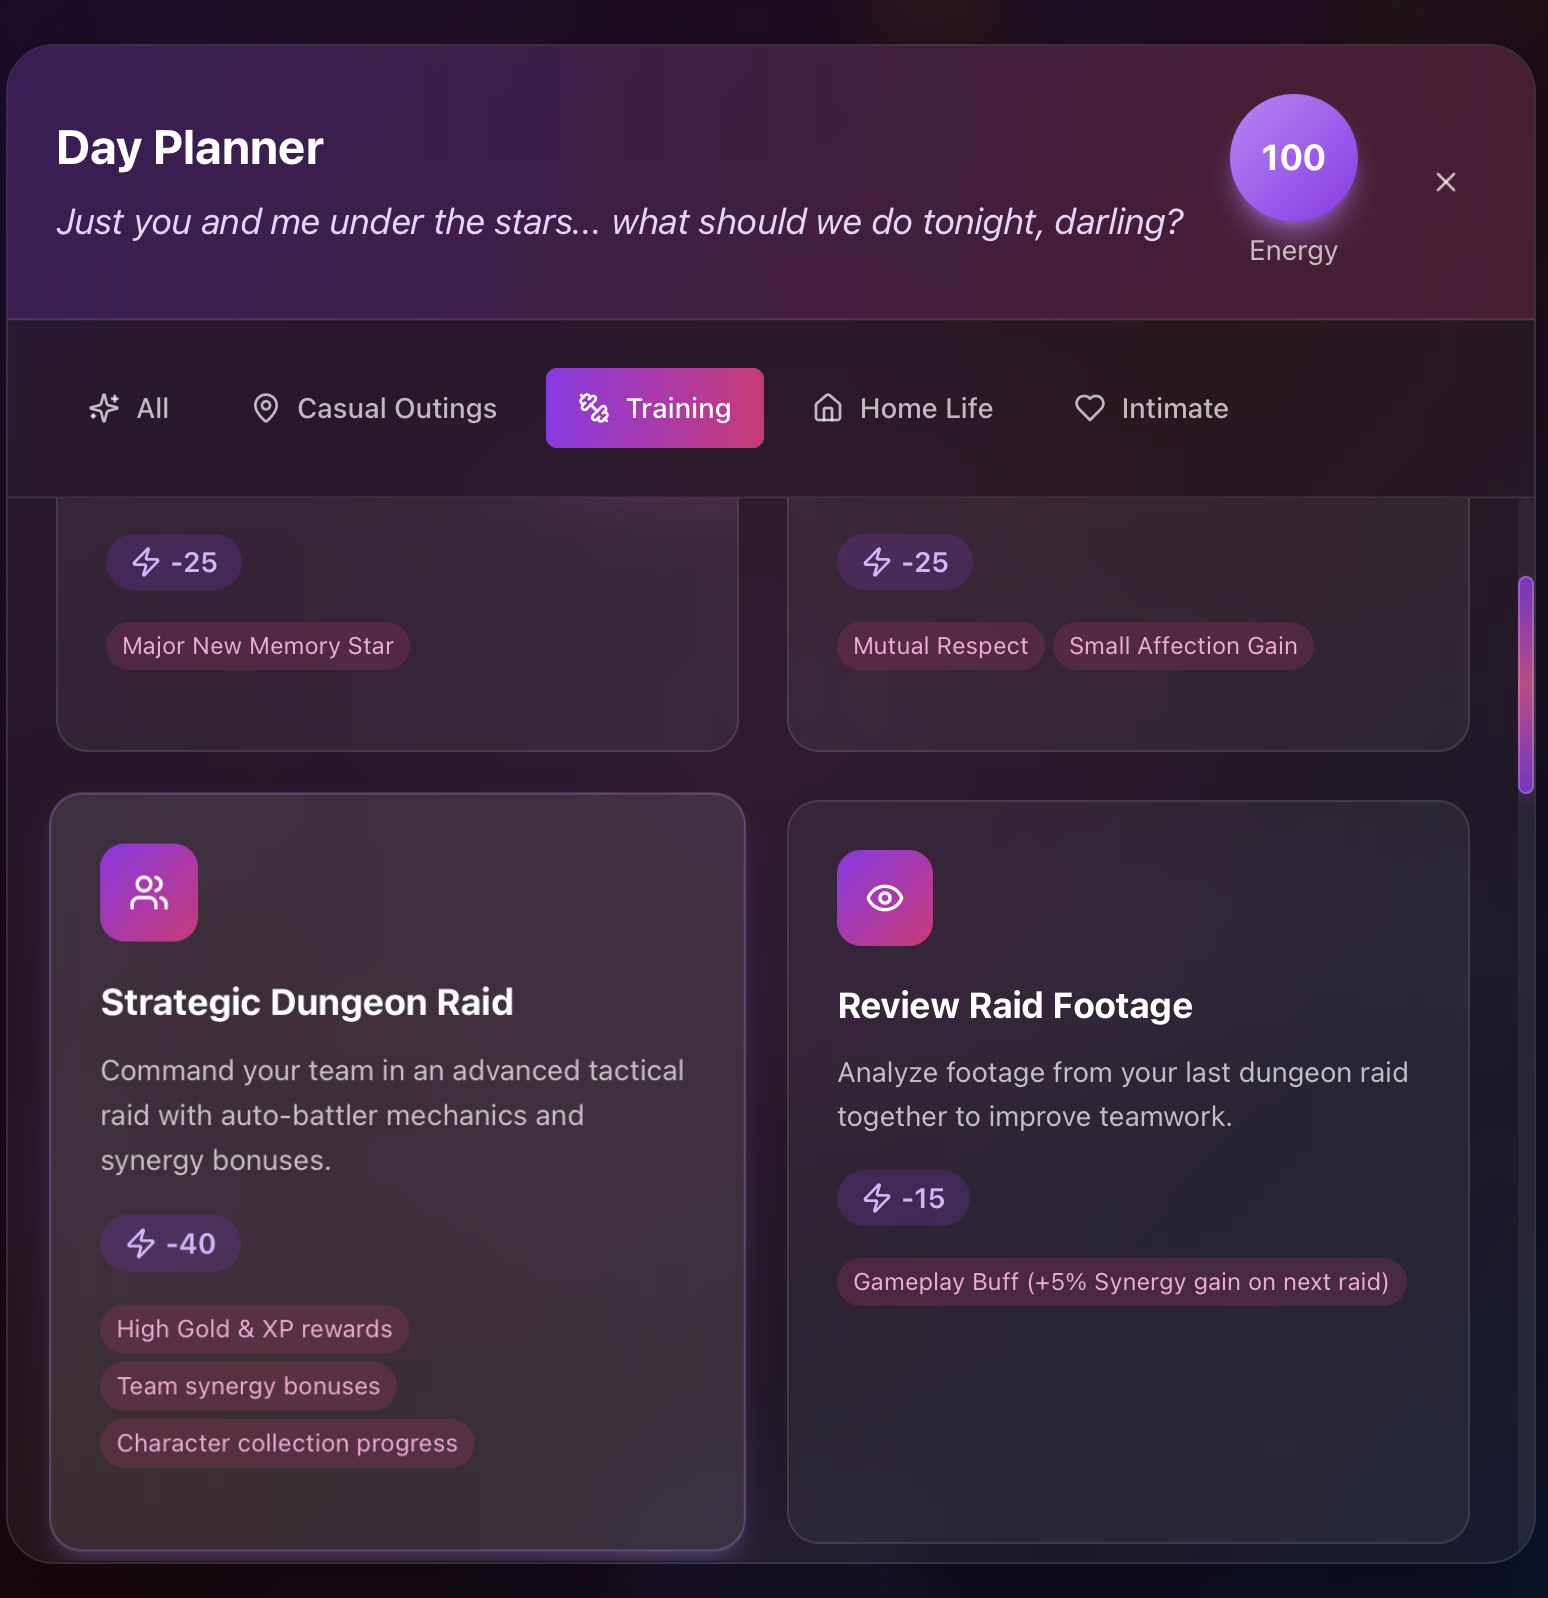 Day Planner
Just you and me under the stars... what should we do tonight, darling?
100
Energy
All
Casual Outings
Training
Home Life
Intimate
-25
Major New Memory Star
-25
Mutual Respect
Small Affection Gain
Strategic Dungeon Raid
Command your team in an advanced tactical
raid with auto-battler mechanics and
synergy bonuses.
-40
High Gold & XP rewards
Team synergy bonuses
Character collection progress
Review Raid Footage
Analyze footage from your last dungeon raid
together to improve teamwork.
-15
Gameplay Buff (+5% Synergy gain on next raid)